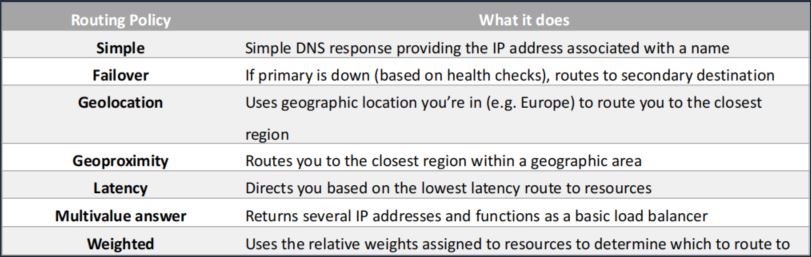 Routing Policy What it does
Simple Simple DNS response providing the IP address associated with a name
Failover If primary is down (based on health checks), routes to secondary destination
Geolocation Uses geographic location you’re in (e.g. Europe) to route you to the closest
region
Geoproximity Routes you to the closest region within a geographic area
Latency Directs you based on the lowest latency route to resources
Multivalue answer Returns several IP addresses and functions as a basic load balancer
Weighted Uses the relative weights assigned to resources to determine which to route to